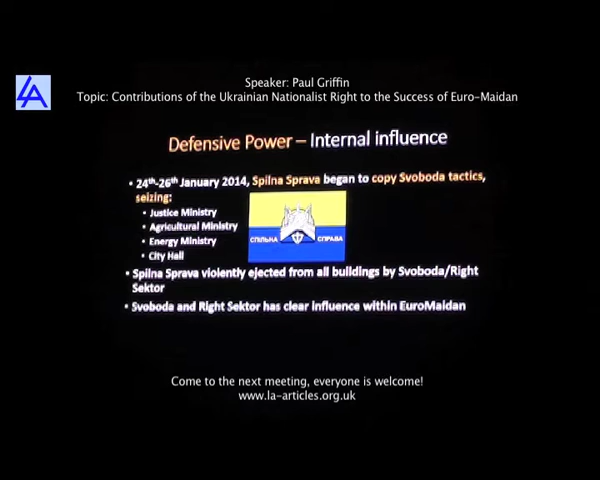 LA
Speaker: Paul Griffin
Topic: Contributions of the Ukrainian Nationalist Right to the Success of Euro-Maidan
Defensive Power – Internal influence
• 24th-26th January 2014, Spilna Sprava began to copy Svoboda tactics,
seizing:
• Justice Ministry
• Agricultural Ministry
• Energy Ministry
• City Hall
СПІЛЬНА СПРАВА
• Spilna Sprava violently ejected from all buildings by Svoboda/Right
Sektor
• Svoboda and Right Sektor has clear influence within EuroMaidan
Come to the next meeting, everyone is welcome!
www.la-articles.org.uk